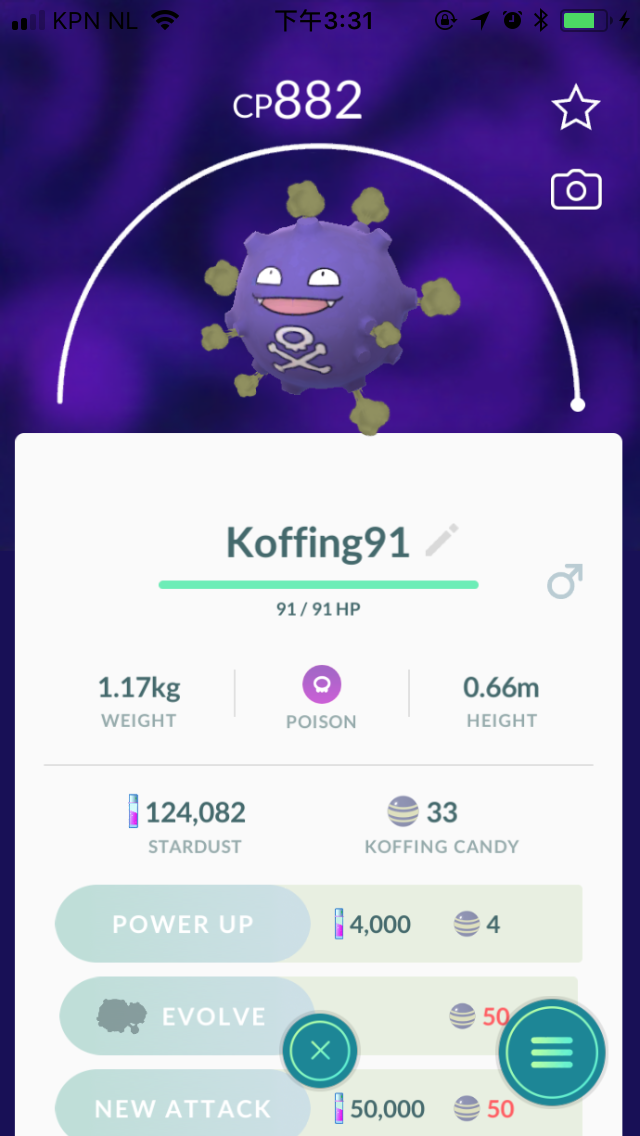 KPN NL 下午3:31
CP882
Koffing91
91 / 91 HP
1.17kg
WEIGHT
POISON
0.66m
HEIGHT
124,082
STARDUST
33
KOFFING CANDY
POWER UP 4,000 4
EVOLVE 50
NEW ATTACK 50,000 50